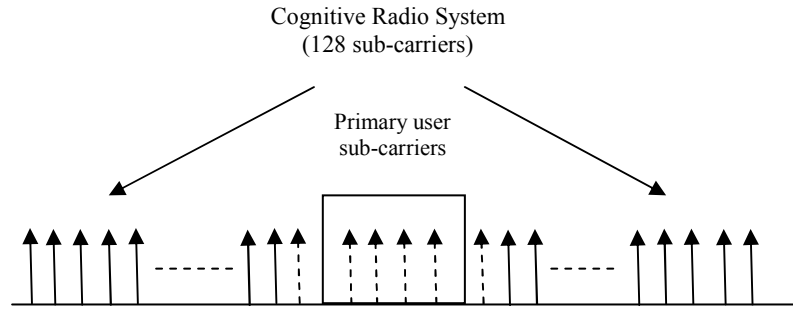 Cognitive Radio System
(128 sub-carriers)
Primary user
sub-carriers